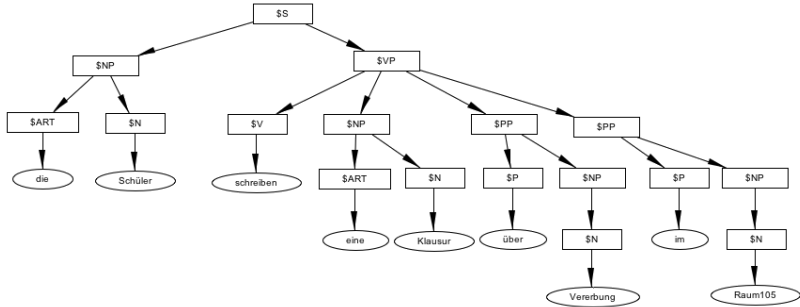 $S
$NP $VP
$ART $N $V $NP $PP $PP
die Schüler schreiben $ART $N $P $NP $P $NP
eine Klausur über $N im $N
Vererbung Raum105